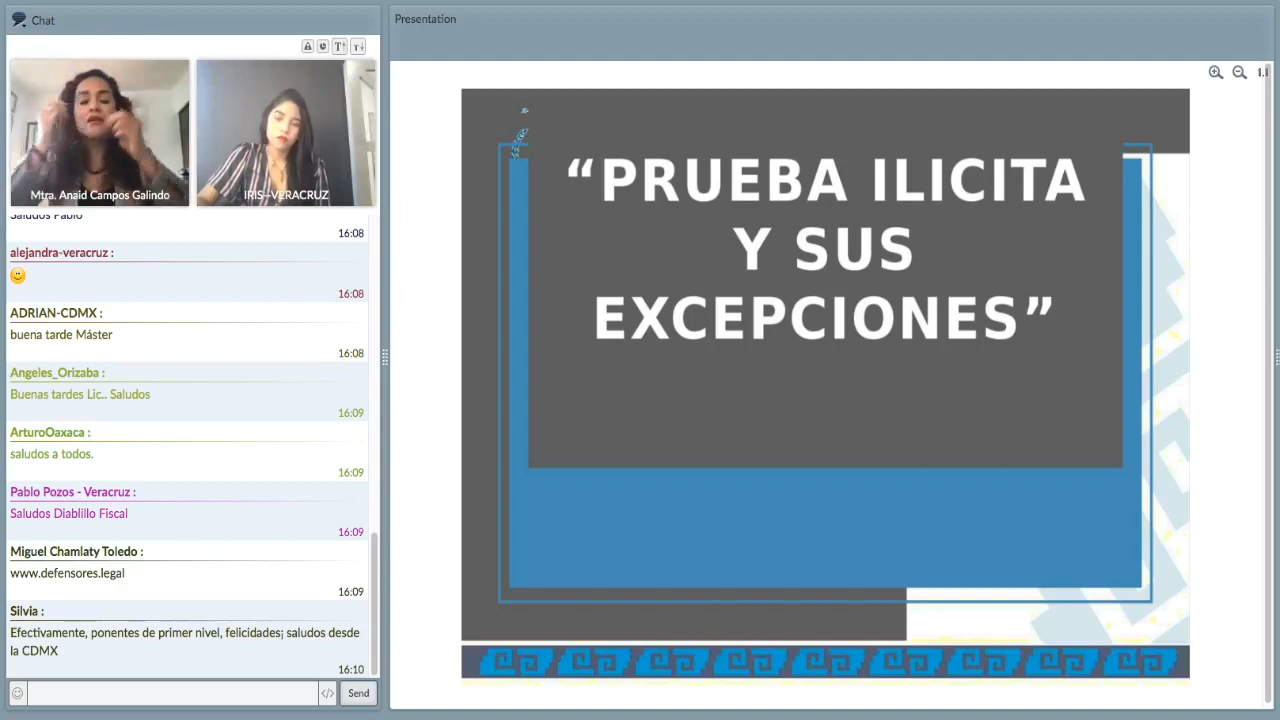 Chat
Mtra. Anaid Campos Galindo
IRIS--VERACRUZ
Saludos Pablo
16:08
alejandra-veracruz :
16:08
ADRIAN-CDMX :
buena tarde Máster
16:08
Angeles_Orizaba :
Buenas tardes Lic.. Saludos
16:09
ArturoOaxaca :
saludos a todos.
16:09
Pablo Pozos - Veracruz :
Saludos Diablillo Fiscal
16:09
Miguel Chamlaty Toledo :
www.defensores.legal
16:09
Silvia :
Efectivamente, ponentes de primer nivel, felicidades¡ saludos desde
la CDMX
16:10
Send
Presentation
“PRUEBA ILICITA
Y SUS
EXCEPCIONES”